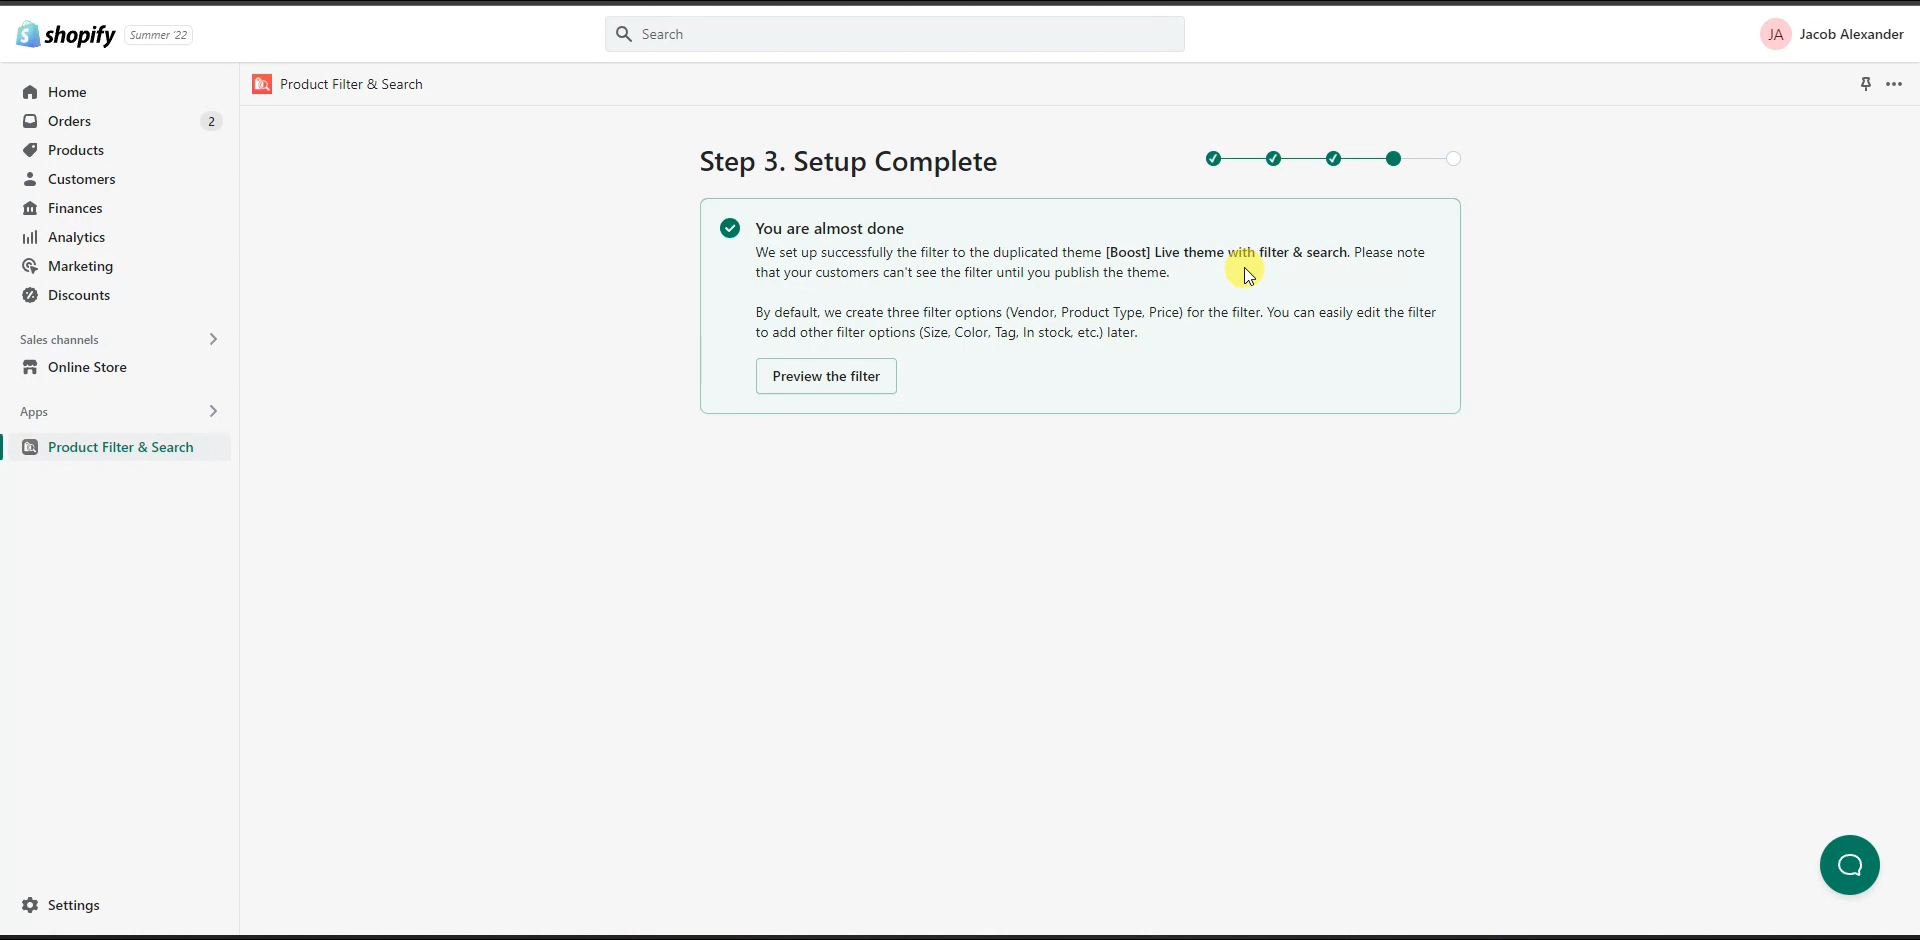 shopify
Summer '22
Search
JA
Jacob Alexander
Home
Orders
2
Products
Customers
Finances
Analytics
Marketing
Discounts
Sales channels
Online Store
Apps
Product Filter & Search
Settings
Product Filter & Search
Step 3. Setup Complete
You are almost done
We set up successfully the filter to the duplicated theme [Boost] Live theme with filter & search. Please note
that your customers can't see the filter until you publish the theme.
By default, we create three filter options (Vendor, Product Type, Price) for the filter. You can easily edit the filter
to add other filter options (Size, Color, Tag, In stock, etc.) later.
Preview the filter